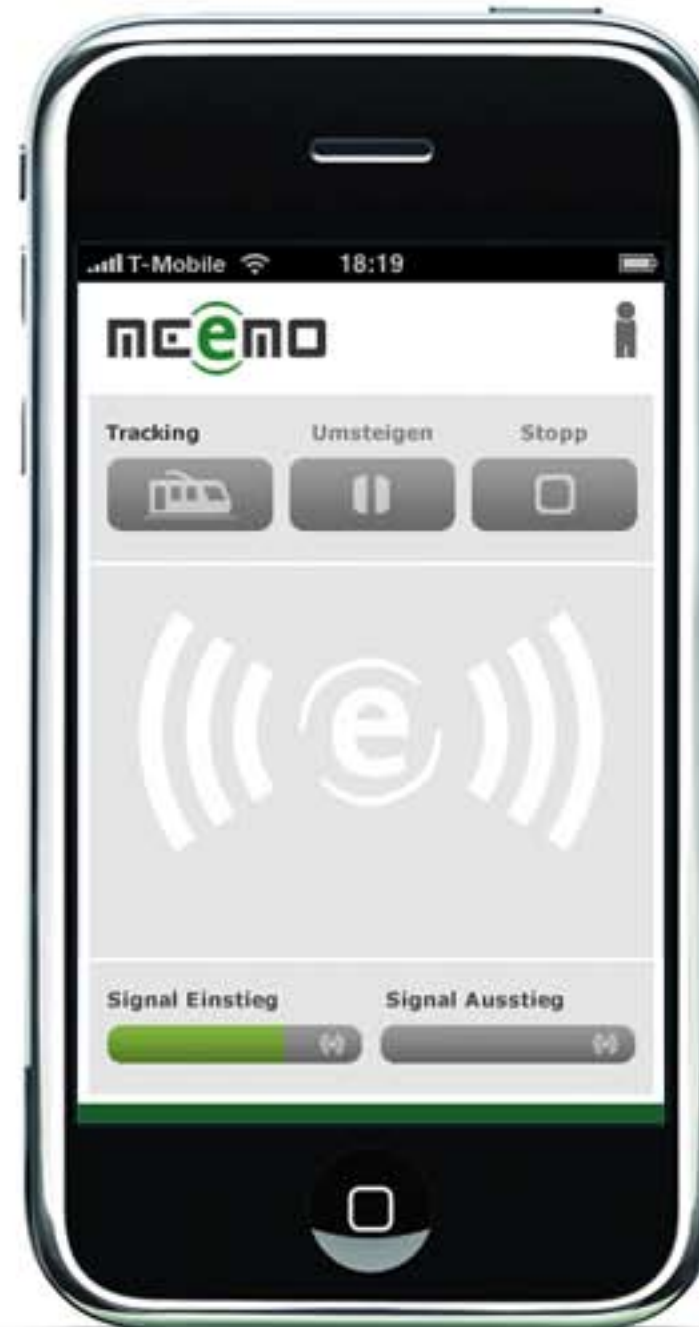 T-Mobile 18:19
mcemo
Tracking Umsteigen Stopp
e
Signal Einstieg Signal Ausstieg